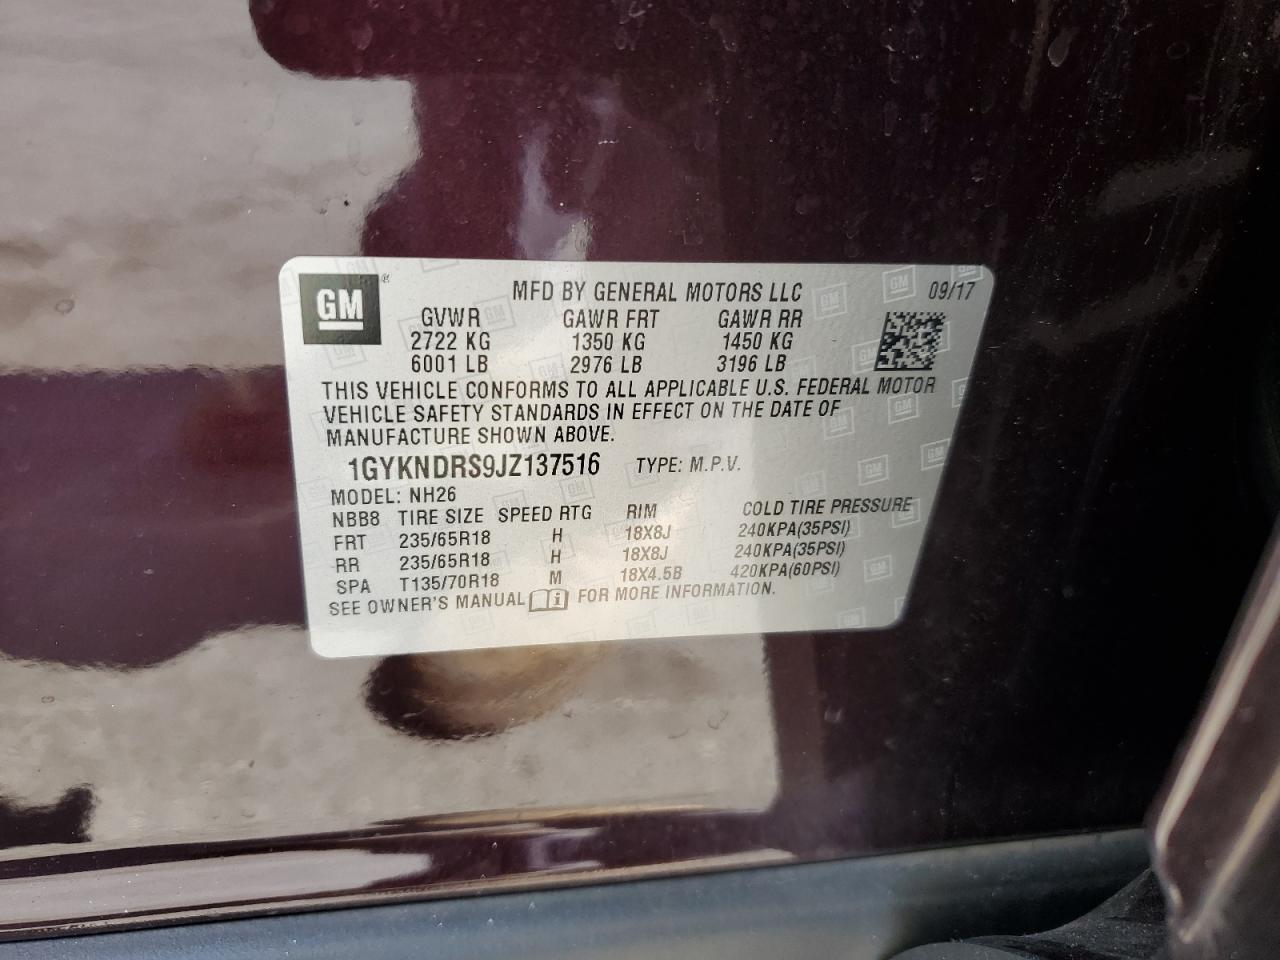 GM ®
MFD BY GENERAL MOTORS LLC 09/17
GVWR GAWR FRT GAWR RR
2722 KG 1350 KG 1450 KG
6001 LB 2976 LB 3196 LB
THIS VEHICLE CONFORMS TO ALL APPLICABLE U.S. FEDERAL MOTOR
VEHICLE SAFETY STANDARDS IN EFFECT ON THE DATE OF
MANUFACTURE SHOWN ABOVE.
1GYKNDRS9JZ137516 TYPE: M.P.V.
MODEL: NH26
NBB8 TIRE SIZE SPEED RTG RIM COLD TIRE PRESSURE
FRT 235/65R18 H 18X8J 240KPA(35PSI)
RR 235/65R18 H 18X8J 240KPA(35PSI)
SPA T135/70R18 M 18X4.5B 420KPA(60PSI)
SEE OWNER'S MANUAL FOR MORE INFORMATION.